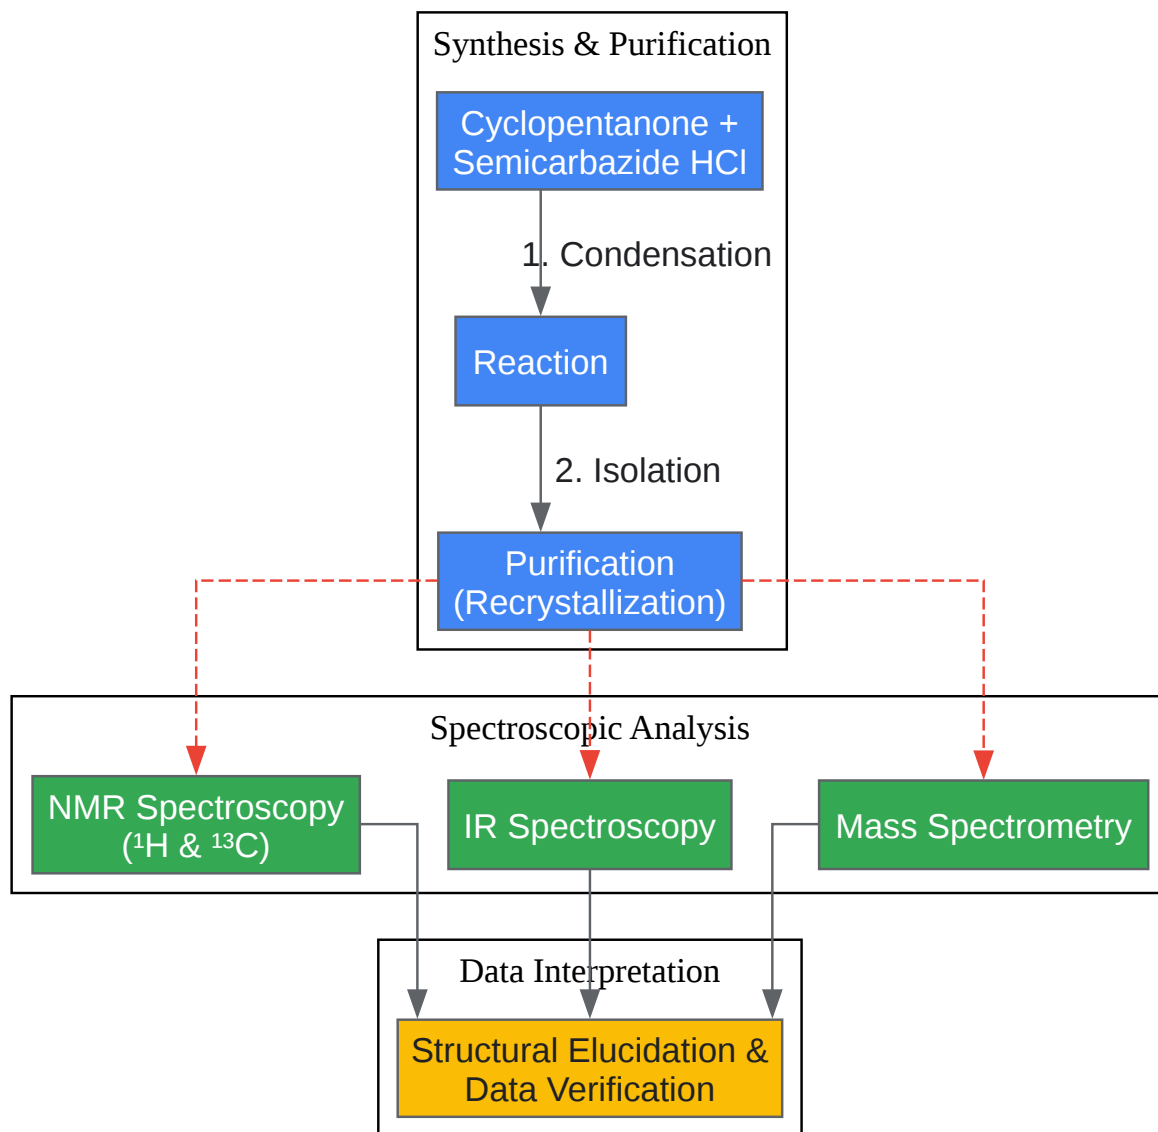 Synthesis & Purification
Cyclopentanone +
Semicarbazide HCl
1. Condensation
Reaction
2. Isolation
Purification
(Recrystallization)
Spectroscopic Analysis
NMR Spectroscopy
(¹H & ¹³C)
IR Spectroscopy
Mass Spectrometry
Data Interpretation
Structural Elucidation &
Data Verification